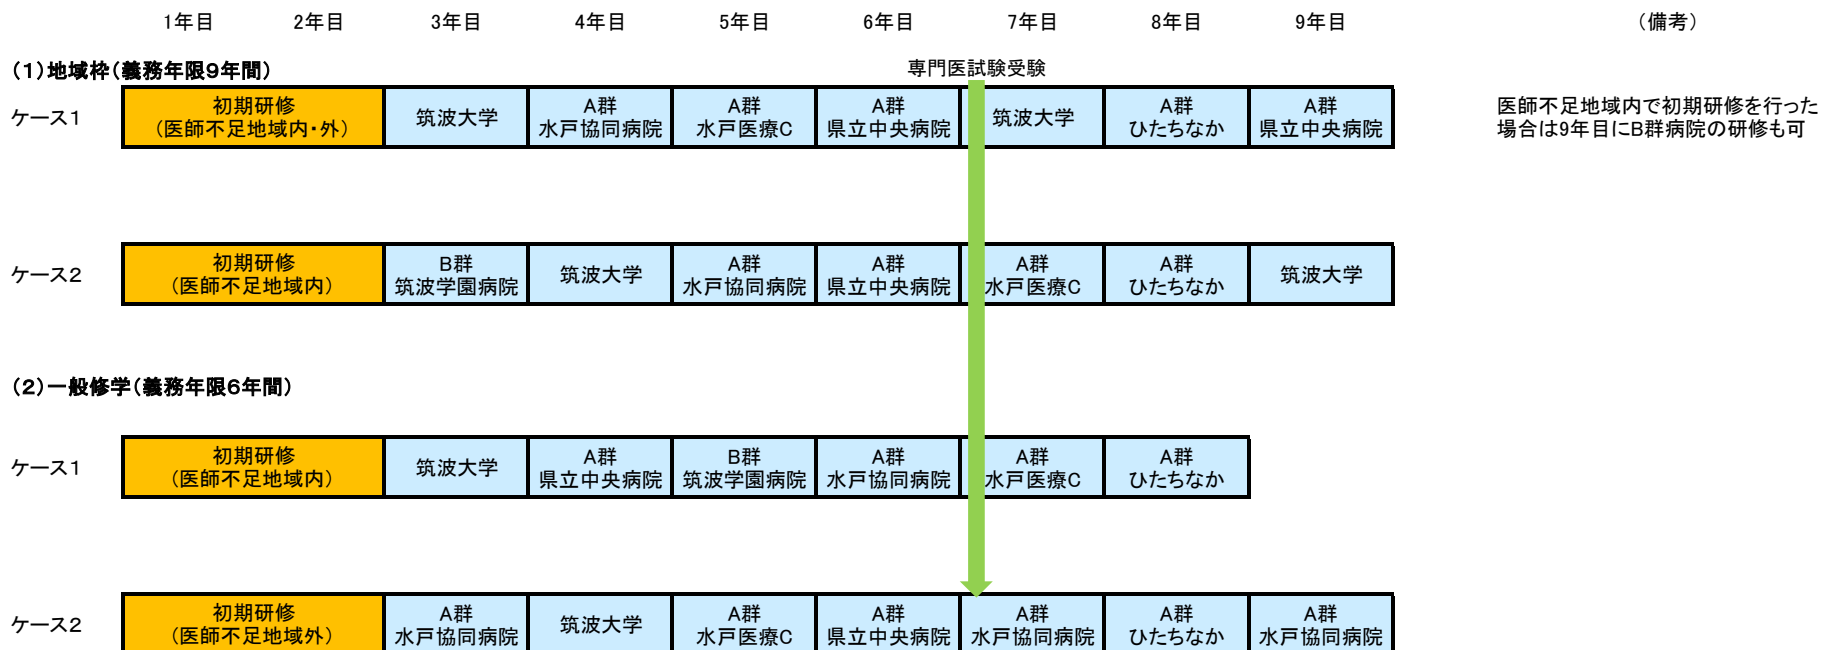 1年目 2年目 3年目 4年目 5年目 6年目 7年目 8年目 9年目 （備考）
（1）地域枠（義務年限9年間）
専門医試験受験
ケース1
初期研修
（医師不足地域内・外）
筑波大学
A群
水戸協同病院
A群
水戸医療C
A群
県立中央病院
筑波大学
A群
ひたちなか
A群
県立中央病院
医師不足地域内で初期研修を行った
場合は9年目にB群病院の研修も可
ケース2
初期研修
（医師不足地域内）
B群
筑波学園病院
筑波大学
A群
水戸協同病院
A群
県立中央病院
A群
水戸医療C
A群
ひたちなか
筑波大学
（2）一般修学（義務年限6年間）
ケース1
初期研修
（医師不足地域内）
筑波大学
A群
県立中央病院
B群
筑波学園病院
A群
水戸協同病院
A群
水戸医療C
A群
ひたちなか
ケース2
初期研修
（医師不足地域外）
A群
水戸協同病院
筑波大学
A群
水戸医療C
A群
県立中央病院
A群
水戸協同病院
A群
ひたちなか
A群
水戸協同病院